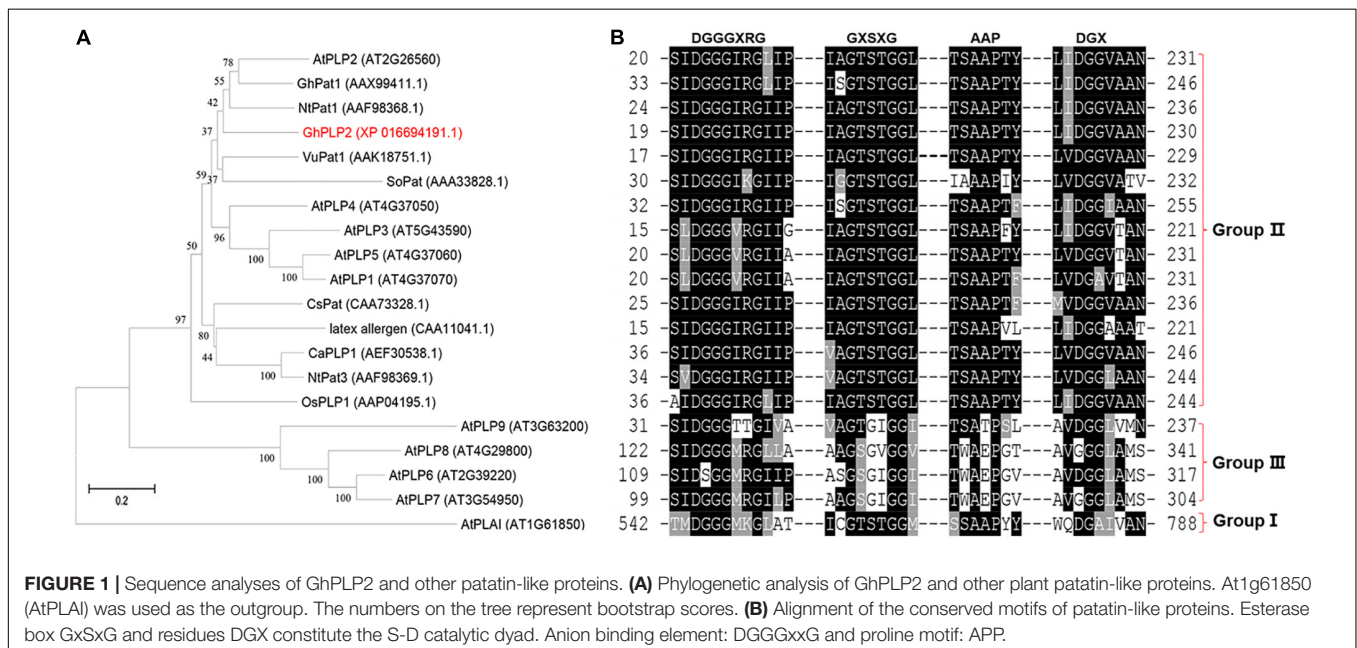 A
B
DGGGXRG GXSXG AAP DGX
AtPLP2 (AT2G26560) 20 -SIDGGGIRGLIP---IAGTSTGGL---TSAAPTY---LIDGGVAAN- 231
GhPat1 (AAX99411.1) 33 -SIDGGGIRGLIP---ISGTSTGGL---TSAAPTY---LIDGGVAAN- 246
NtPat1 (AAF98368.1) 24 -SIDGGGIRGIIP---IAGTSTGGL---TSAAPTY---LIDGGVAAN- 236
GhPLP2 (XP 016694191.1) 19 -SIDGGGIRGIIP---IAGTSTGGL---TSAAPTY---LIDGGVAAN- 230
VuPat1 (AAK18751.1) 17 -SIDGGGIRGIIP---IAGTSTGGL---TSAAPTY---LVDGGVAAN- 229
SoPat (AAA33828.1) 30 -SIDGGGIKGIIP---IGGTSTGGL---IAAAPIY---LVDGGVATV- 232
AtPLP4 (AT4G37050) 32 -SIDGGGIRGIIP---ISGTSTGGL---TSAAPTF---LIDGGIAAN- 255
AtPLP3 (AT5G43590) 15 -SLDGGGVRGIIG---IAGTSTGGL---TSAAPFY---LIDGGVTAN- 221
AtPLP5 (AT4G37060) 20 -SLDGGGVRGIIA---IAGTSTGGL---TSAAPTY---LVDGGVTAN- 231
AtPLP1 (AT4G37070) 20 -SLDGGGVRGIIA---IAGTSTGGL---TSAAPTF---LVDGAVTAN- 231
CsPat (CAA73328.1) 25 -SIDGGGIRGIIP---IAGTSTGGL---TSAAPTF---MVDGGVAAN- 236
latex allergen (CAA11041.1) 15 -SIDGGGIRGIIP---IAGTSTGGL---TSAAPVL---LIDGGAAAT- 221
CaPLP1 (AEF30538.1) 36 -SIDGGGIRGIIP---VAGTSTGGL---TSAAPTY---LVDGGVAAN- 246
NtPat3 (AAF98369.1) 34 -SVDGGGIRGIIP---VAGTSTGGL---TSAAPTY---LVDGGLAAN- 244
OsPLP1 (AAP04195.1) 36 -AIDGGGIRGLIP---IAGTSTGGL---TSAAPTY---LIDGGVAAN- 244
AtPLP9 (AT3G63200) 31 -SIDGGGTTGIVA---VAGTGIGGI---TSATPSL---AVDGGLVMN- 237
AtPLP8 (AT4G29800) 122 -SIDGGGMRGLLA---AAGSGVGGV---TWAEPGT---AVGGGLAMS- 341
AtPLP6 (AT2G39220) 109 -SIDSGGMRGIIP---ASGSGIGGI---TWAEPGV---AVDGGLAMS- 317
AtPLP7 (AT3G54950) 99 -SIDGGGMRGILP---AAGSGIGGI---TWAEPGV---AVGGGLAMS- 304
AtPLAI (AT1G61850) 542 -TMDGGGMKGLAT---ICGTSTGGM---SSAAPYY---WQDGAIVAN- 788
78
55
42
37
59
37
96
50
100
100
97
80
44
100
100
100
100
0.2
Group II
Group III
Group I
FIGURE 1 | Sequence analyses of GhPLP2 and other patatin-like proteins. (A) Phylogenetic analysis of GhPLP2 and other plant patatin-like proteins. At1g61850
(AtPLAI) was used as the outgroup. The numbers on the tree represent bootstrap scores. (B) Alignment of the conserved motifs of patatin-like proteins. Esterase
box GxSxG and residues DGX constitute the S-D catalytic dyad. Anion binding element: DGGGxxG and proline motif: APP.